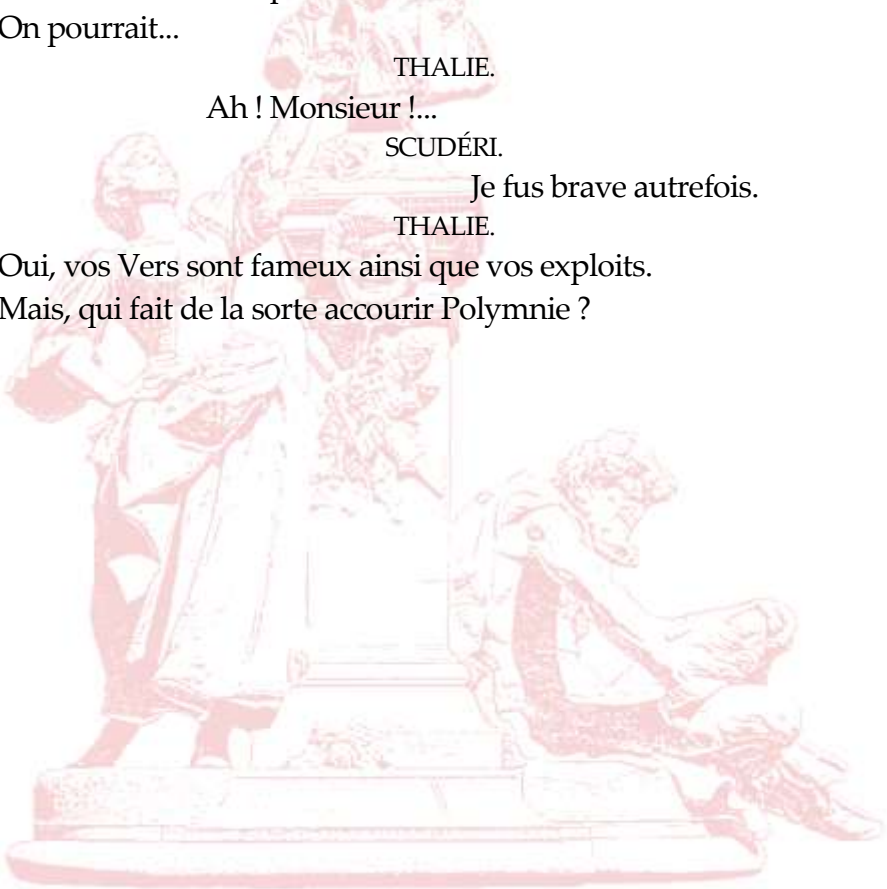 On pourrait...
THALIE.
Ah ! Monsieur !...
SCUDÉRI.
Je fus brave autrefois.
THALIE.
Oui, vos Vers sont fameux ainsi que vos exploits.
Mais, qui fait de la sorte accourir Polymnie ?